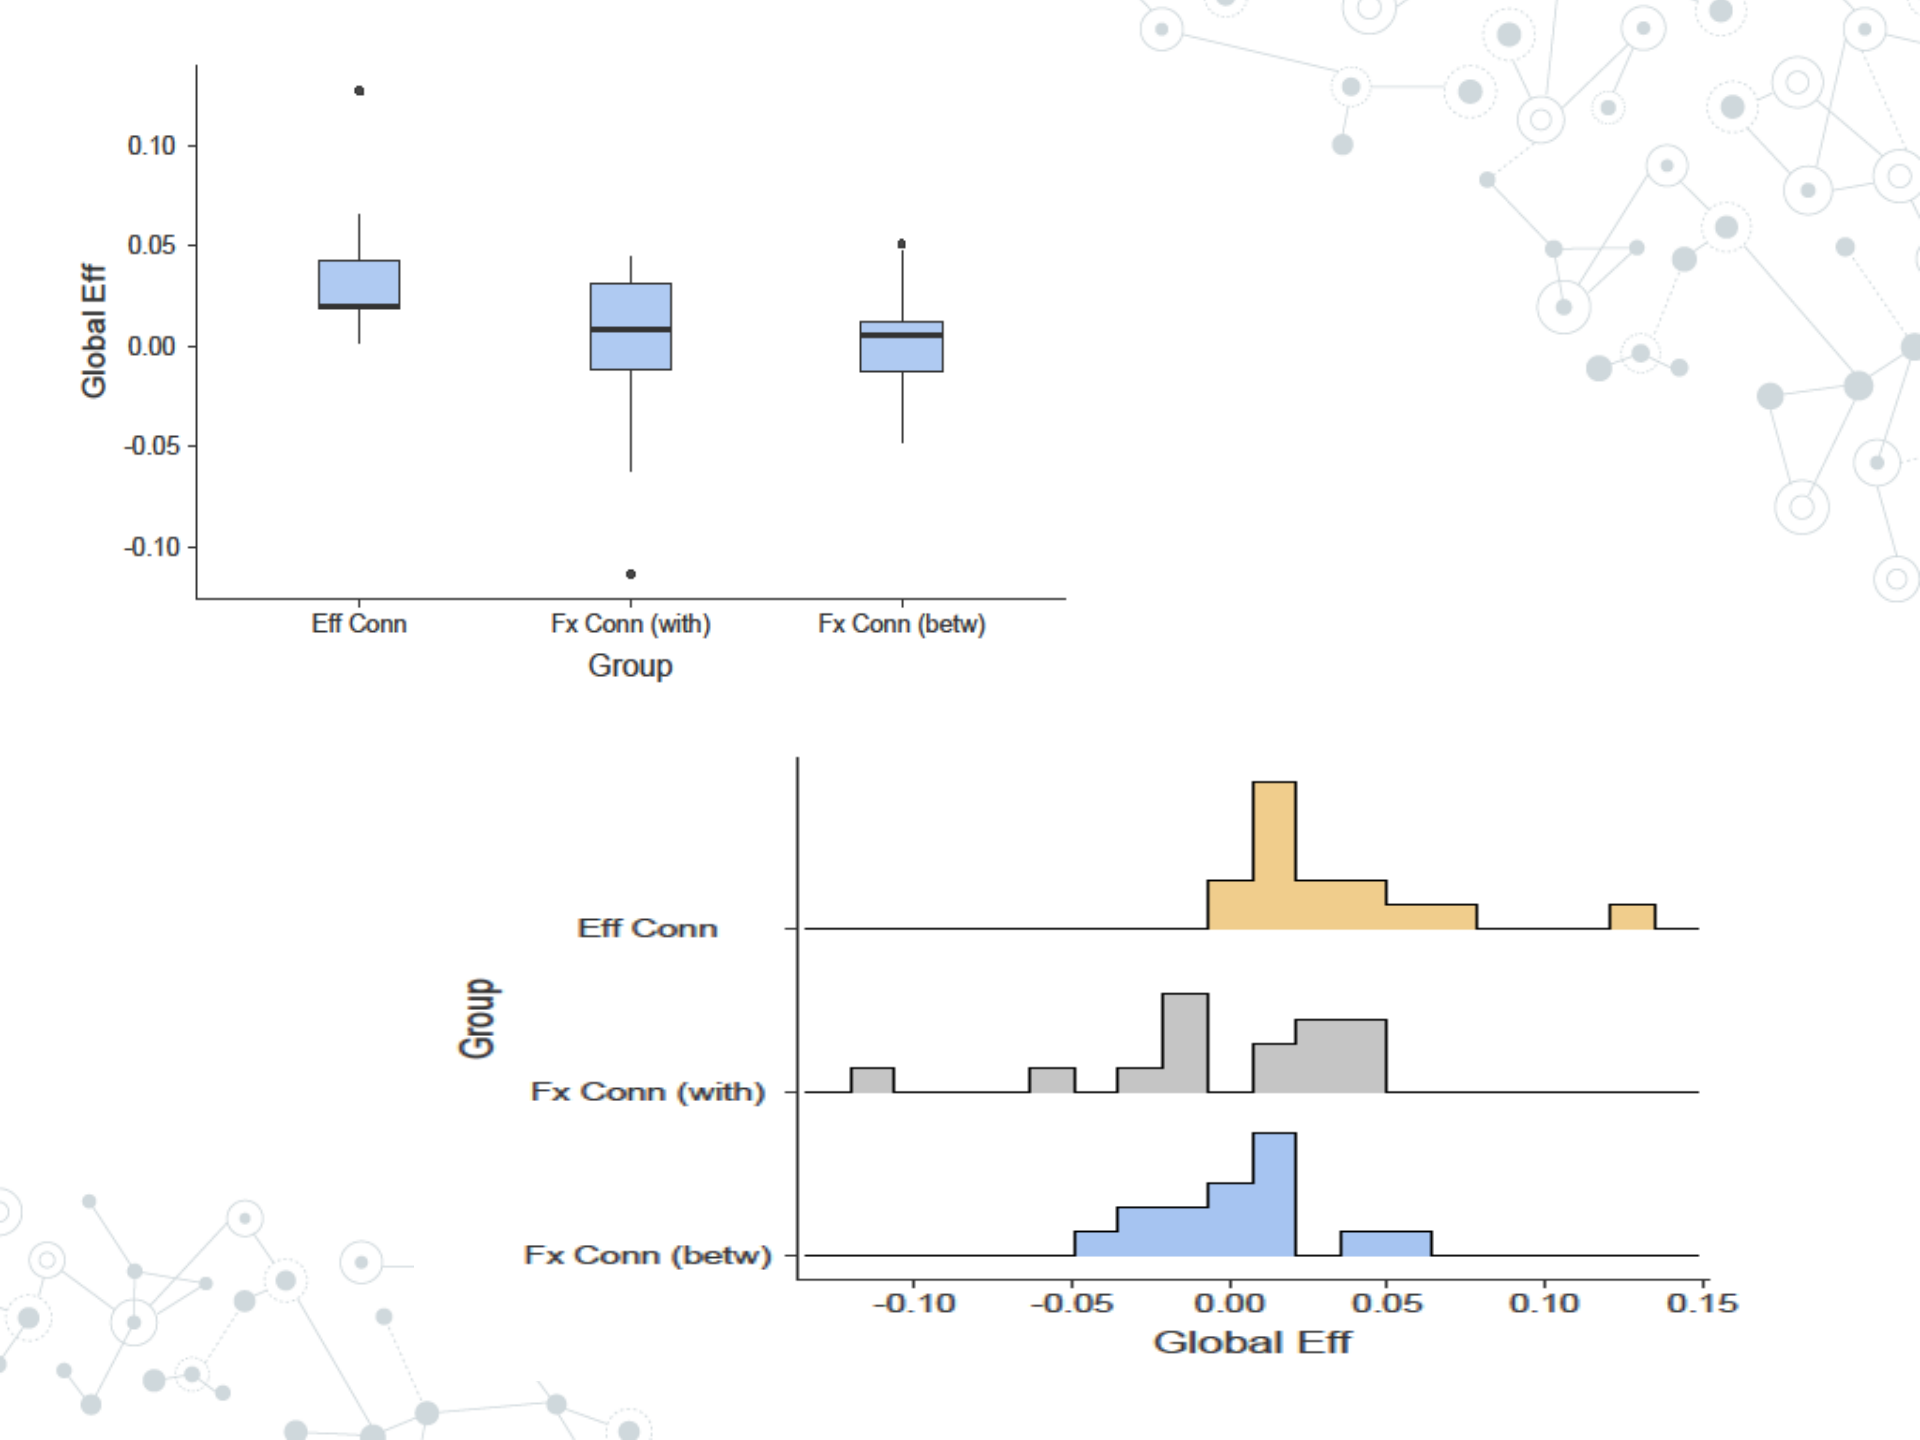 0.10
0.05
0.00
-0.05
-0.10
Global Eff
Eff Conn Fx Conn (with) Fx Conn (betw)
Group
Eff Conn
Fx Conn (with)
Fx Conn (betw)
Group
-0.10 -0.05 0.00 0.05 0.10 0.15
Global Eff